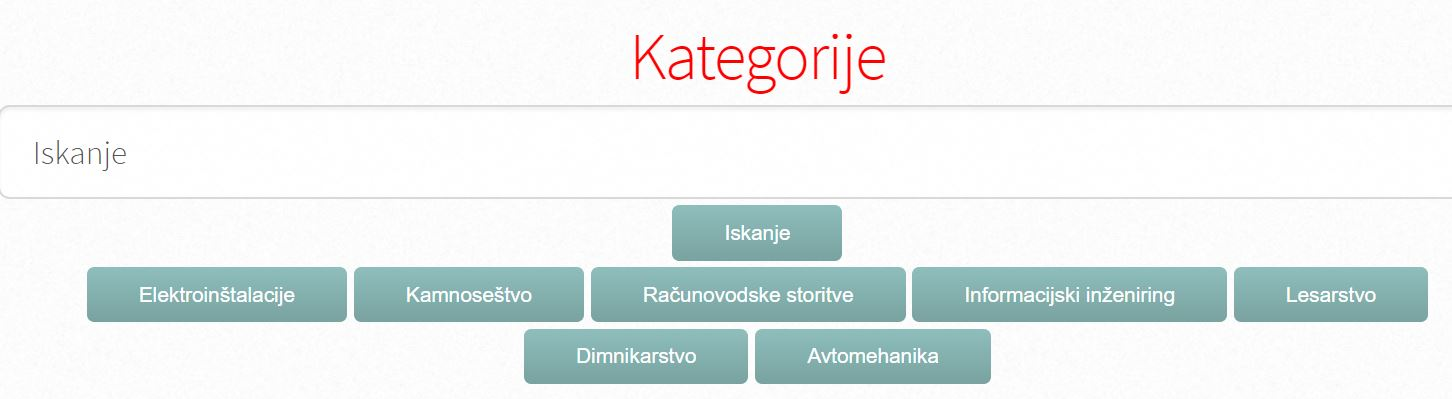 Kategorije
Iskanje
Iskanje
Elektroinštalacije Kamnoseštvo Računovodske storitve Informacijski inženiring Lesarstvo
Dimnikarstvo Avtomehanika